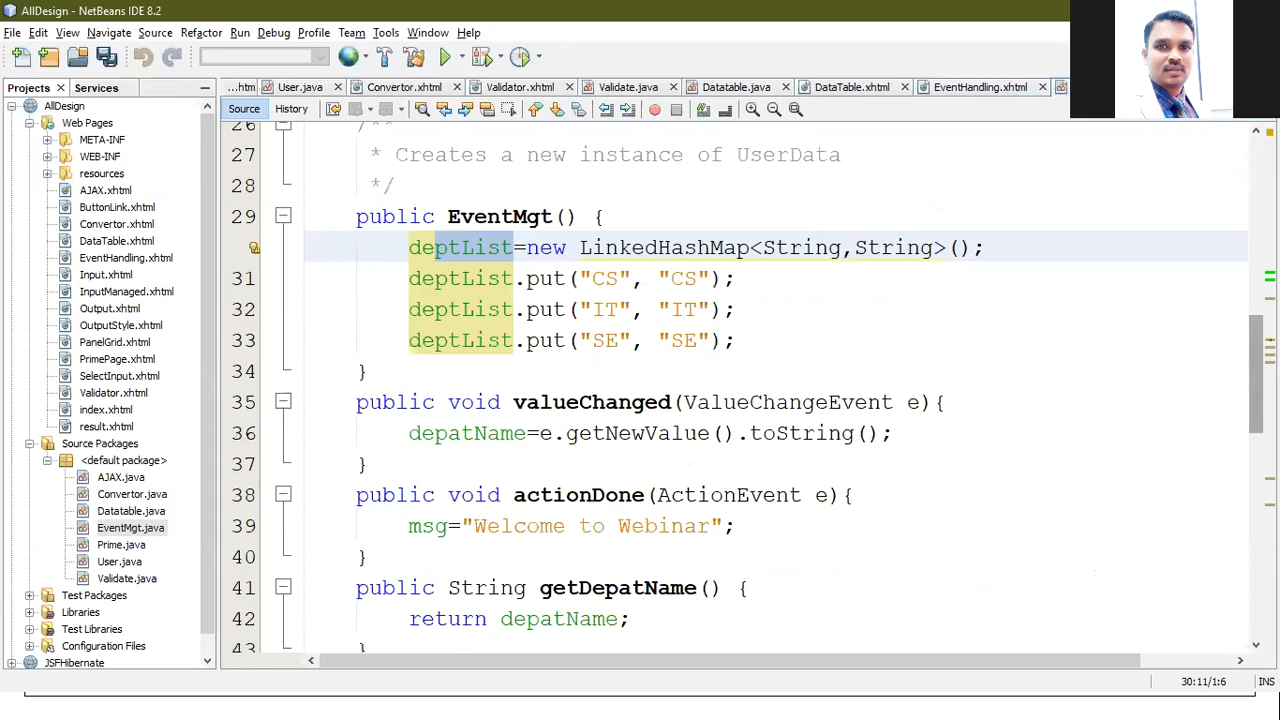 AllDesign - NetBeans IDE 8.2
File Edit View Navigate Source Refactor Run Debug Profile Team Tools Window Help
Projects Services
...htm User.java Convertor.xhtml Validator.xhtml Validate.java Datatable.java DataTable.xhtml EventHandling.xhtml
Source History
AllDesign
Web Pages
META-INF
WEB-INF
resources
AJAX.xhtml
ButtonLink.xhtml
Convertor.xhtml
DataTable.xhtml
EventHandling.xhtml
Input.xhtml
InputManaged.xhtml
Output.xhtml
OutputStyle.xhtml
PanelGrid.xhtml
PrimePage.xhtml
SelectInput.xhtml
Validator.xhtml
index.xhtml
result.xhtml
Source Packages
<default package>
AJAX.java
Convertor.java
Datatable.java
EventMgt.java
Prime.java
User.java
Validate.java
Test Packages
Libraries
Test Libraries
Configuration Files
JSFHibernate
26 /**
27 * Creates a new instance of UserData
28 */
29 public EventMgt() {
deptList=new LinkedHashMap<String,String>();
31 deptList.put("CS", "CS");
32 deptList.put("IT", "IT");
33 deptList.put("SE", "SE");
34 }
35 public void valueChanged(ValueChangeEvent e){
36 depatName=e.getNewValue().toString();
37 }
38 public void actionDone(ActionEvent e){
39 msg="Welcome to Webinar";
40 }
41 public String getDepatName() {
42 return depatName;
43 }
30:11/1:6 INS